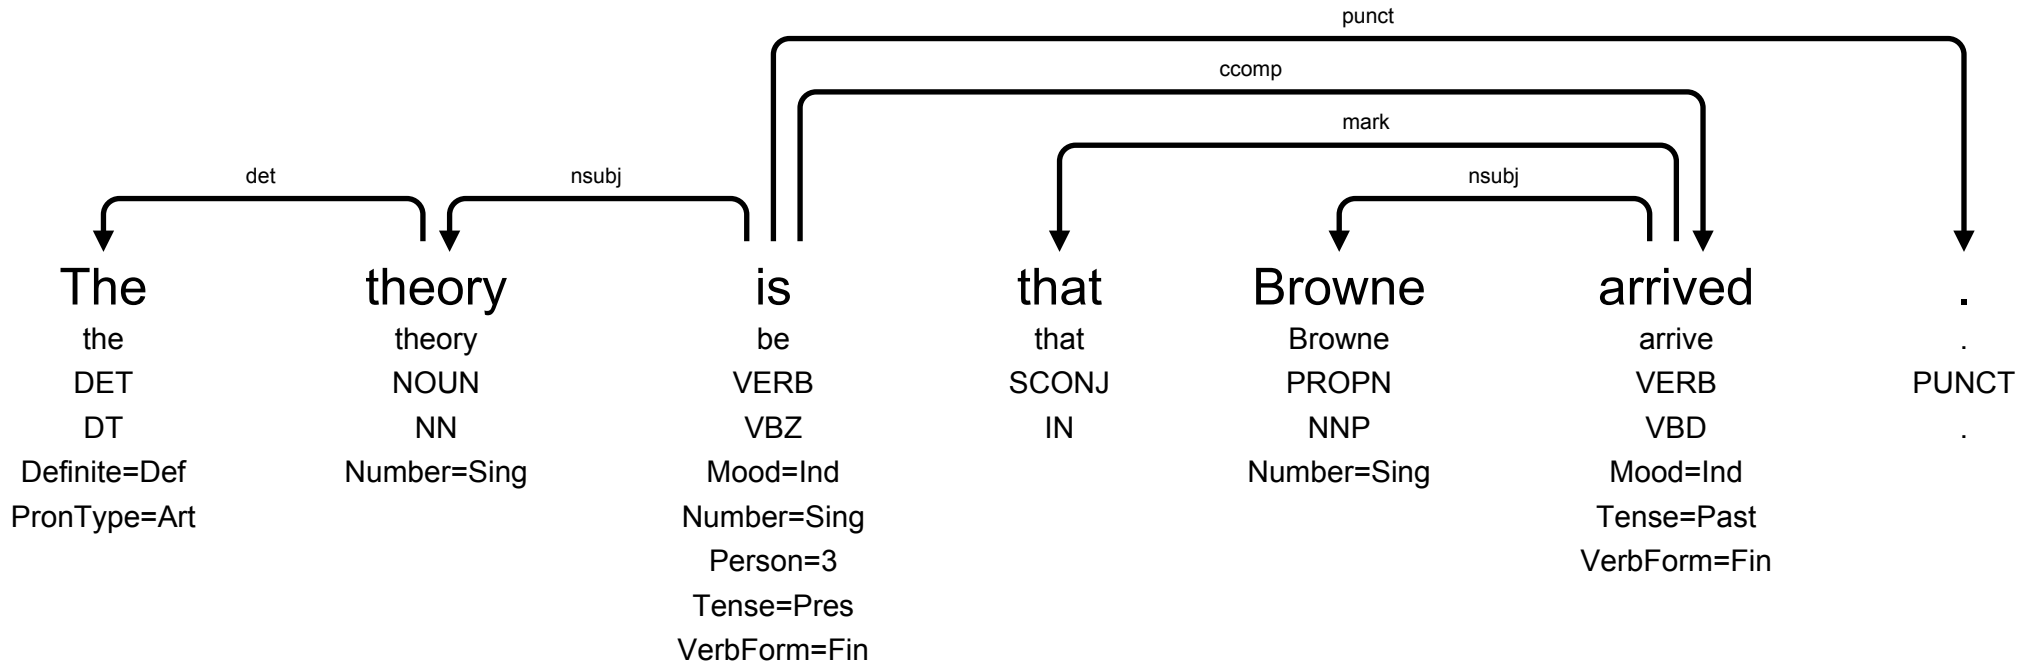 punct
ccomp
mark
det nsubj nsubj
The theory is that Browne arrived .
the theory be that Browne arrive .
DET NOUN VERB SCONJ PROPN VERB PUNCT
DT NN VBZ IN NNP VBD .
Definite=Def Number=Sing Mood=Ind Number=Sing Mood=Ind
PronType=Art Number=Sing Tense=Past
Person=3 VerbForm=Fin
Tense=Pres
VerbForm=Fin